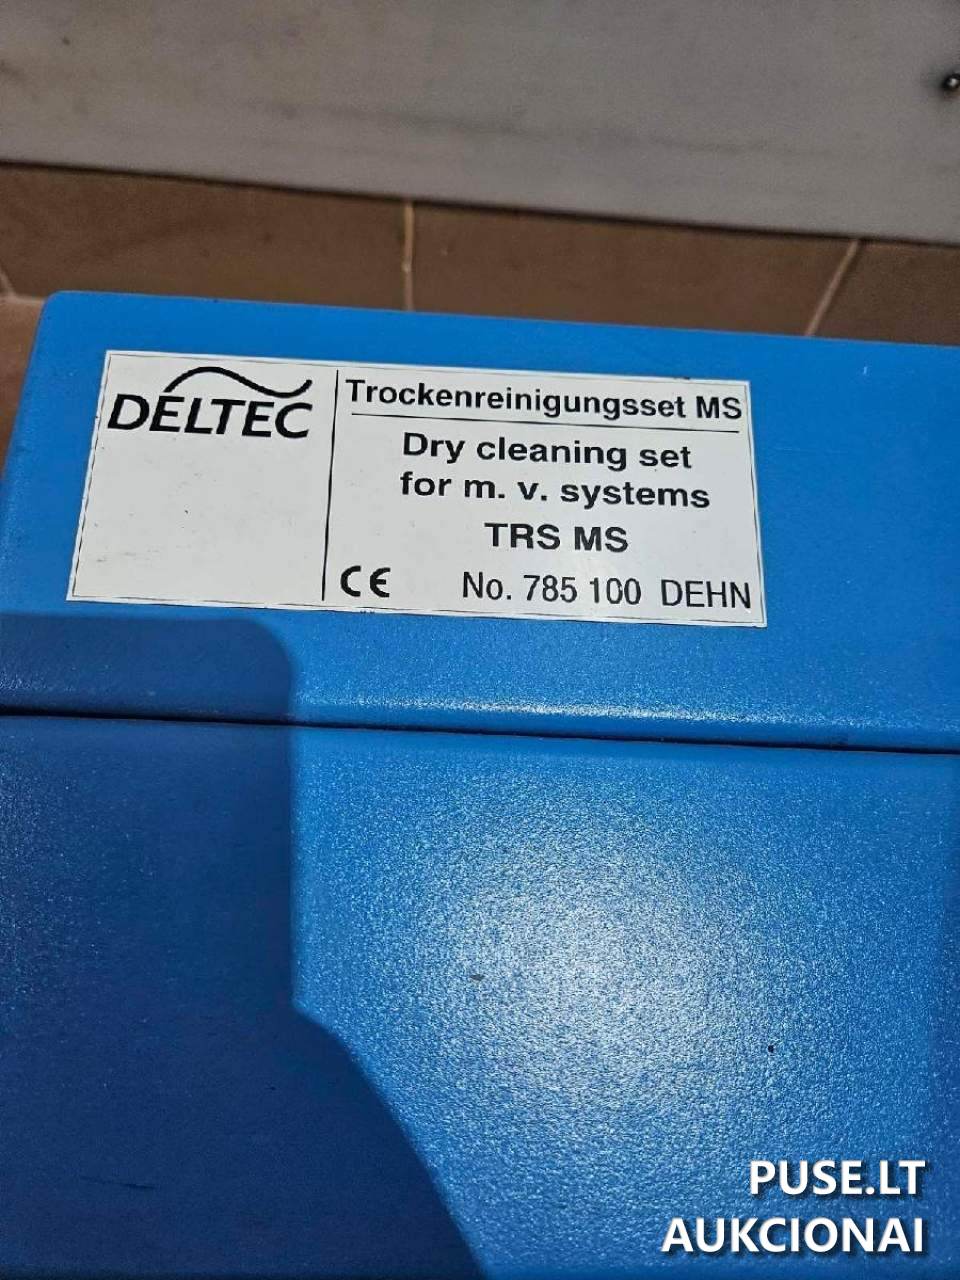 DELTEC
Trockenreinigungsset MS
Dry cleaning set
for m. v. systems
TRS MS
CE No. 785 100 DEHN
PUSE.LT
AUKCIONAI